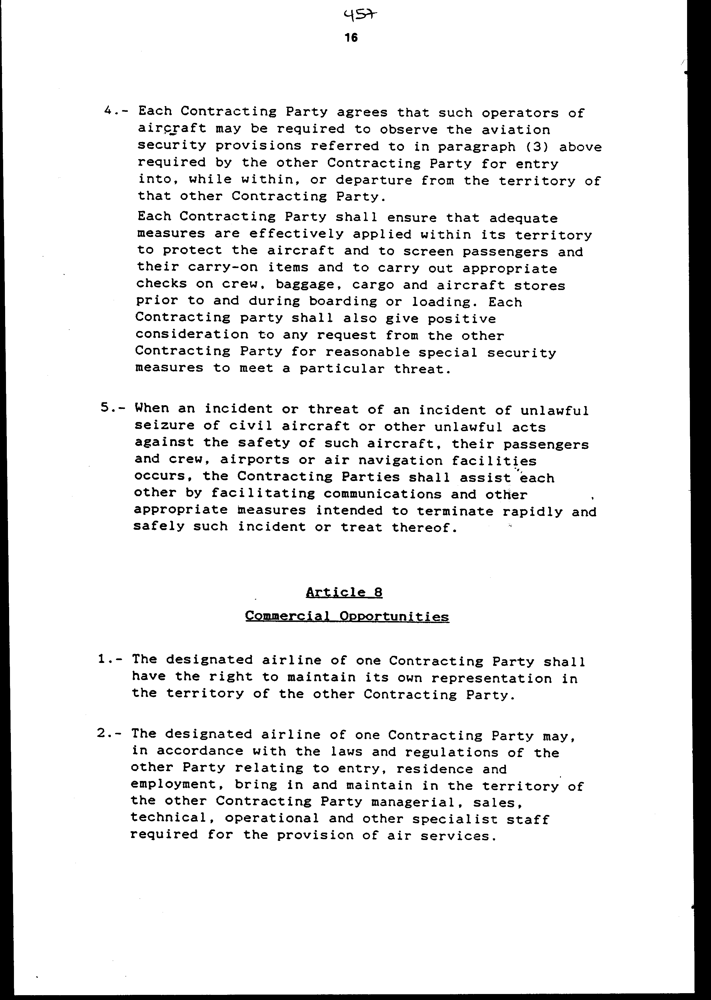 457
16
4.- Each Contracting Party agrees that such operators of
aircraft may be required to observe the aviation
security provisions referred to in paragraph (3) above
required by the other Contracting Party for entry
into, while within, or departure from the territory of
that other Contracting Party.
Each Contracting Party shall ensure that adequate
measures are effectively applied within its territory
to protect the aircraft and to screen passengers and
their carry-on items and to carry out appropriate
checks on crew, baggage, cargo and aircraft stores
prior to and during boarding or loading. Each
Contracting party shall also give positive
consideration to any request from the other
Contracting Party for reasonable special security
measures to meet a particular threat.
5.- When an incident or threat of an incident of unlawful
seizure of civil aircraft or other unlawful acts
against the safety of such aircraft, their passengers
and crew, airports or air navigation facilities
occurs, the Contracting Parties shall assist each
other by facilitating communications and other
appropriate measures intended to terminate rapidly and
safely such incident or treat thereof.
Article 8
Commercial Opportunities
1.- The designated airline of one Contracting Party shall
have the right to maintain its own representation in
the territory of the other Contracting Party.
2.- The designated airline of one Contracting Party may,
in accordance with the laws and regulations of the
other Party relating to entry, residence and
employment, bring in and maintain in the territory of
the other Contracting Party managerial, sales,
technical, operational and other specialist staff
required for the provision of air services.